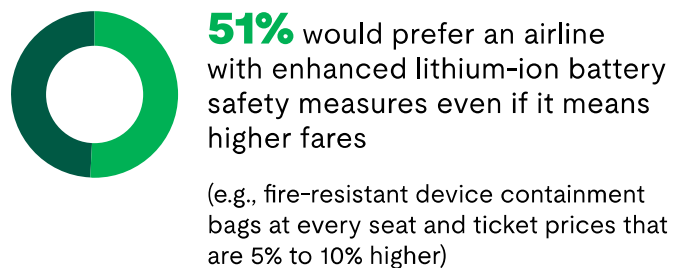 51% would prefer an airline
with enhanced lithium-ion battery
safety measures even if it means
higher fares
(e.g., fire-resistant device containment
bags at every seat and ticket prices that
are 5% to 10% higher)